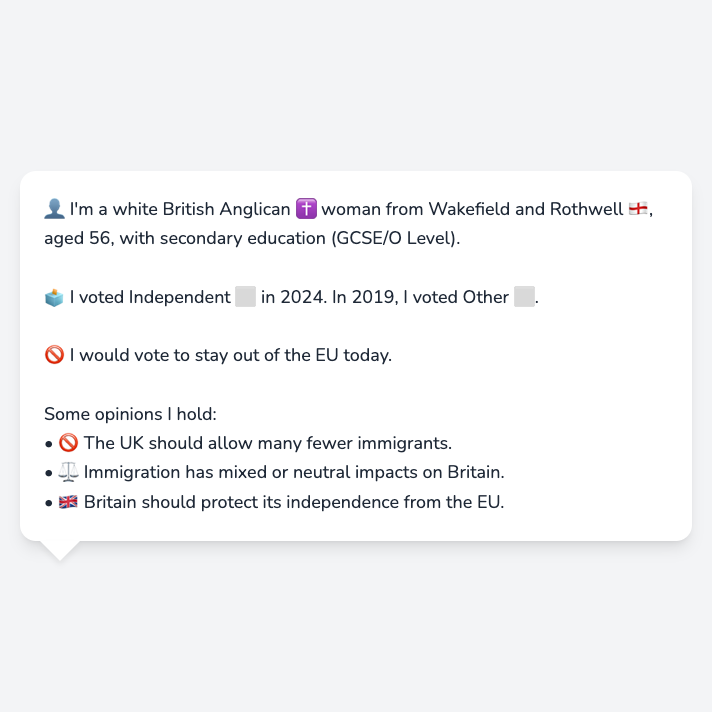 👤 I'm a white British Anglican ✝️ woman from Wakefield and Rothwell 🏴󠁧󠁢󠁥󠁮󠁧󠁿,
aged 56, with secondary education (GCSE/O Level).
🗳️ I voted Independent ⬜ in 2024. In 2019, I voted Other ⬜.
🚫 I would vote to stay out of the EU today.
Some opinions I hold:
• 🚫 The UK should allow many fewer immigrants.
• ⚖️ Immigration has mixed or neutral impacts on Britain.
• 🇬🇧 Britain should protect its independence from the EU.